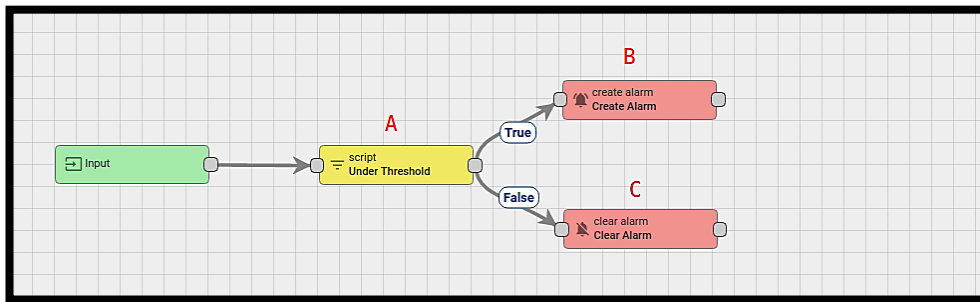 B
create alarm
Create Alarm
A
True
Input
script
Under Threshold
False
C
clear alarm
Clear Alarm